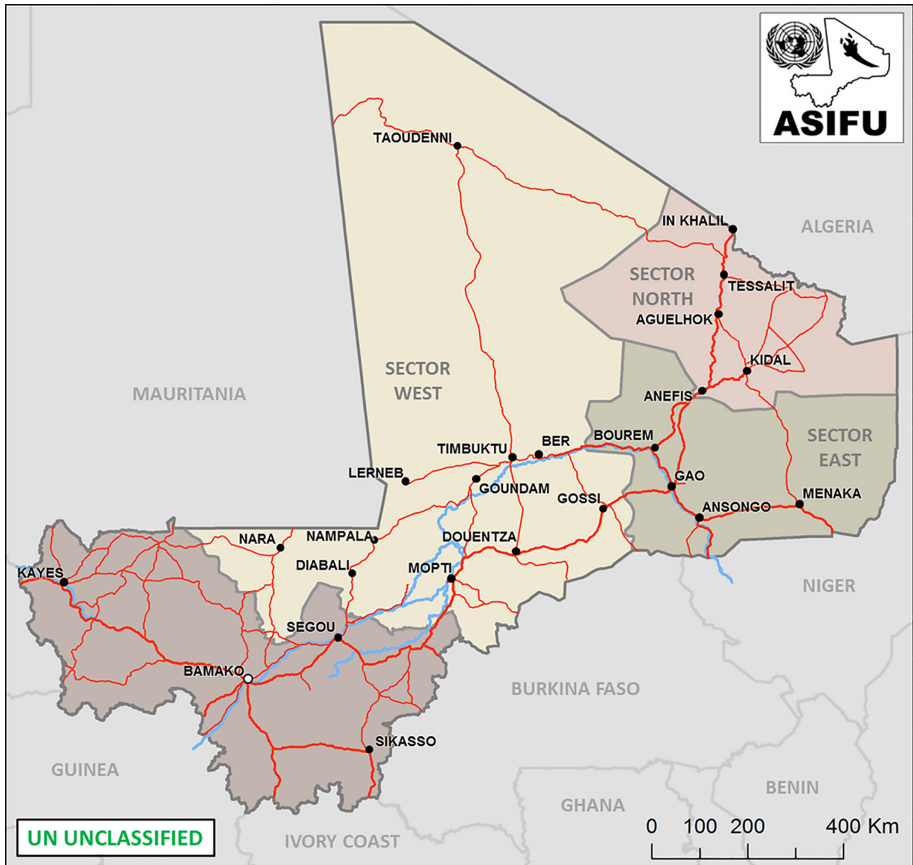 ASIFU
TAOUDENNI
IN KHALIL
ALGERIA
SECTOR
NORTH
TESSALIT
AGUELHOK
KIDAL
SECTOR
WEST
MAURITANIA
ANEFIS
SECTOR
EAST
TIMBUKTU
BER
BOUREM
LERNEB
GOUNDAM
GAO
GOSSI
MENAKA
ANSONGO
NARA
NAMPALA
DOUENTZA
DIABALI
MOPTI
KAYES
NIGER
SEGOU
BAMAKO
BURKINA FASO
SIKASSO
GUINEA
BENIN
GHANA
UN UNCLASSIFIED
IVORY COAST
0 100 200 400 Km